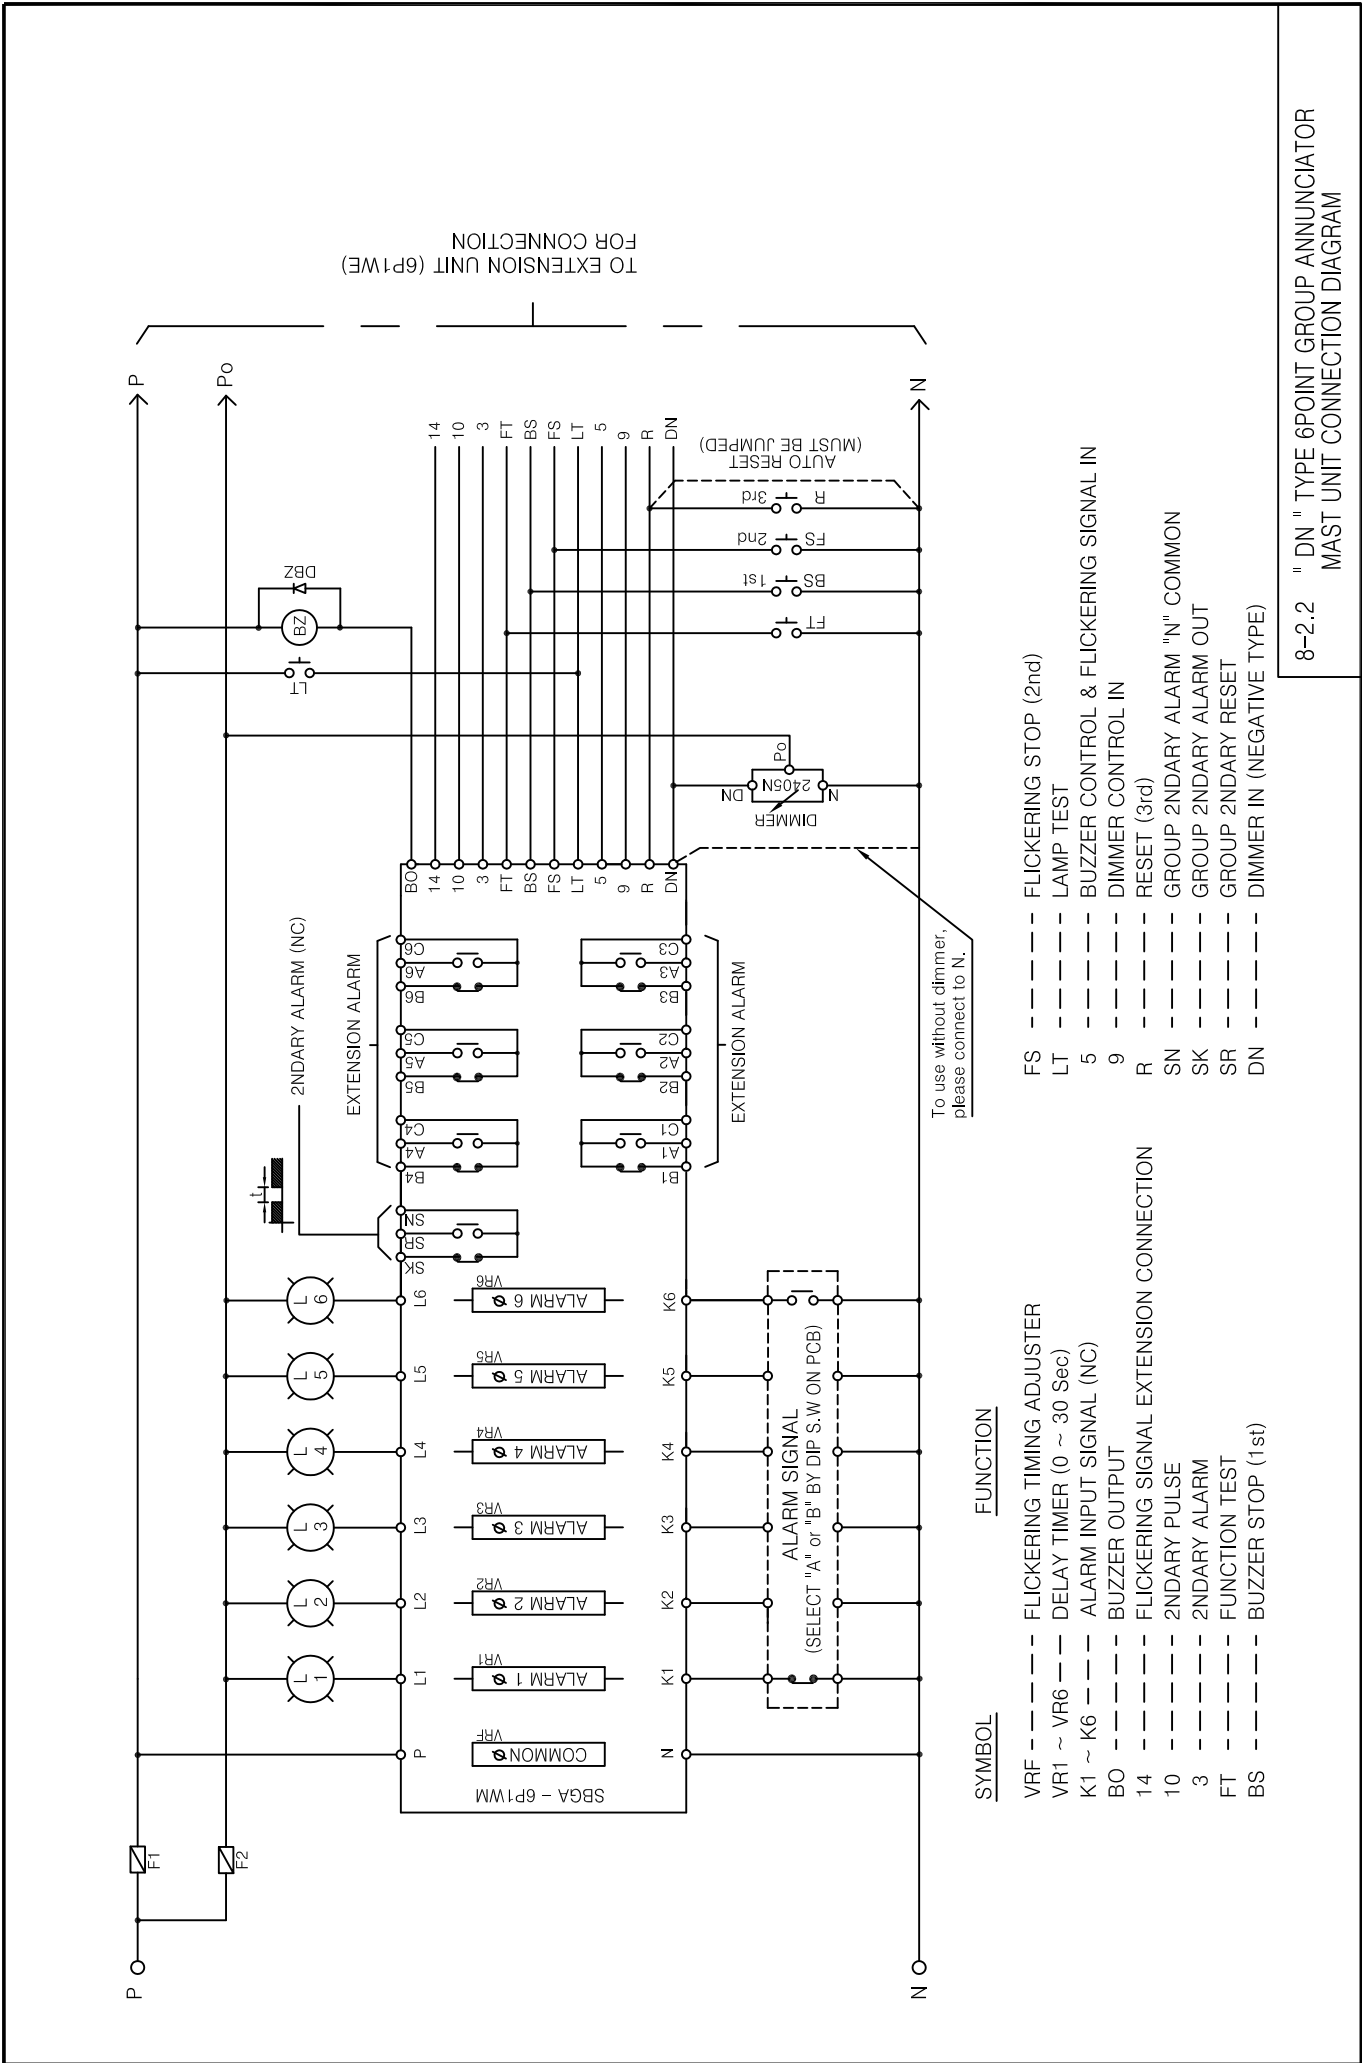 P
F1
F2
P
Po
N
N
TO EXTENSION UNIT (6P1WE)
FOR CONNECTION
L 1
L 2
L 3
L 4
L 5
L 6
t
2NDARY ALARM (NC)
EXTENSION ALARM
LT
BZ
DBZ
P
L1
L2
L3
L4
L5
L6
SK
SR
SN
B4
A4
C4
B5
A5
C5
B6
A6
C6
SBGA - 6P1WM
COMMON
VRF
ALARM 1
VR1
ALARM 2
VR2
ALARM 3
VR3
ALARM 4
VR4
ALARM 5
VR5
ALARM 6
VR6
N
K1
K2
K3
K4
K5
K6
B1
A1
C1
B2
A2
C2
B3
A3
C3
EXTENSION ALARM
BO
14
10
3
FT
BS
FS
LT
5
9
R
DN
14
10
3
FT
BS
FS
LT
5
9
R
DN
DIMMER
2405N
DN
Po
N
FT
BS
1st
FS
2nd
R
3rd
AUTO RESET
(MUST BE JUMPED)
ALARM SIGNAL
(SELECT "A" or "B" BY DIP S.W ON PCB)
To use without dimmer,
please connect to N.
SYMBOL
FUNCTION
VRF ------ FLICKERING TIMING ADJUSTER
VR1 ~ VR6 --- DELAY TIMER (0 ~ 30 Sec)
K1 ~ K6 ---- ALARM INPUT SIGNAL (NC)
BO ------ BUZZER OUTPUT
14 ------ FLICKERING SIGNAL EXTENSION CONNECTION
10 ------ 2NDARY PULSE
3 ------ 2NDARY ALARM
FT ------ FUNCTION TEST
BS ------ BUZZER STOP (1st)
FS ------ FLICKERING STOP (2nd)
LT ------ LAMP TEST
5 ------ BUZZER CONTROL & FLICKERING SIGNAL IN
9 ------ DIMMER CONTROL IN
R ------ RESET (3rd)
SN ------ GROUP 2NDARY ALARM "N" COMMON
SK ------ GROUP 2NDARY ALARM OUT
SR ------ GROUP 2NDARY RESET
DN ------ DIMMER IN (NEGATIVE TYPE)
8-2.2 " DN " TYPE 6POINT GROUP ANNUNCIATOR
MAST UNIT CONNECTION DIAGRAM